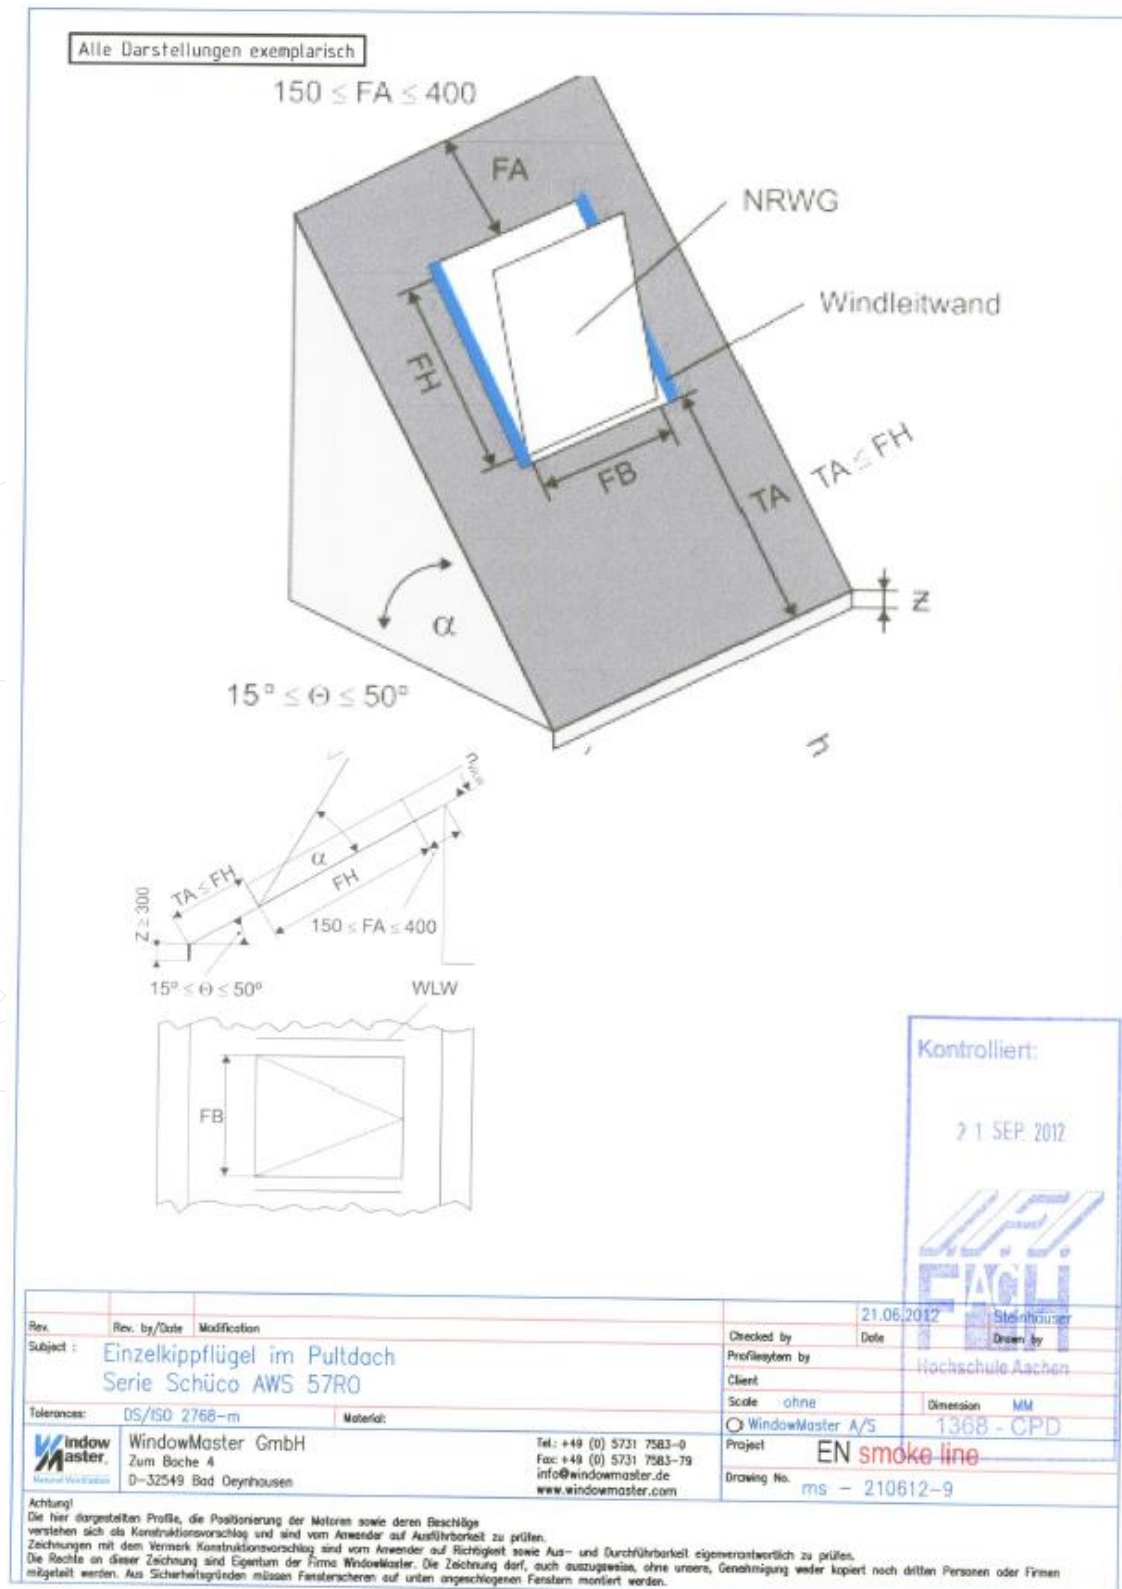 Alle Darstellungen exemplarisch
150 ≤ FA ≤ 400
FA
NRWG
Windleitwand
FH
FB
TA
TA ≤ FH
Z
α
15° ≤ Θ ≤ 50°
h
α
TA ≤ FH
FH
Z ≥ 300
150 ≤ FA ≤ 400
15° ≤ Θ ≤ 50°
WLW
FB
Kontrolliert:
21. SEP. 2012
I.F.I.
FACH
Hochschule Aachen
1368 - CPD
21.06.2012 Steinhäuser
Rev. Rev. by/Date Modification
Checked by Date Drawn by
Subject : Einzelkippflügel im Pultdach
Serie Schüco AWS 57RO
Profilesytem by
Client
Scale ohne Dimension MM
Tolerances: DS/ISO 2768-m Material:
WindowMaster A/S
Window Master.
Natural Ventilation
WindowMaster GmbH
Zum Bache 4
D-32549 Bad Oeynhausen
Tel.: +49 (0) 5731 7583-0
Fax: +49 (0) 5731 7583-79
info@windowmaster.de
www.windowmaster.com
Project EN smoke line
Drawing No. ms - 210612-9
Achtung!
Die hier dargestellten Profile, die Positionierung der Motoren sowie deren Beschläge
verstehen sich als Konstruktionsvorschlag und sind vom Anwender auf Ausführbarkeit zu prüfen.
Zeichnungen mit dem Vermerk Konstruktionsvorschlag sind vom Anwender auf Richtigkeit sowie Aus- und Durchführbarkeit eigenverantwortlich zu prüfen.
Die Rechte an dieser Zeichnung sind Eigentum der Firma WindowMaster. Die Zeichnung darf, auch auszugsweise, ohne unsere, Genehmigung weder kopiert noch dritten Personen oder Firmen
mitgeteilt werden. Aus Sicherheitsgründen müssen Fensterscheren auf unten angeschlagenen Fenstern montiert werden.